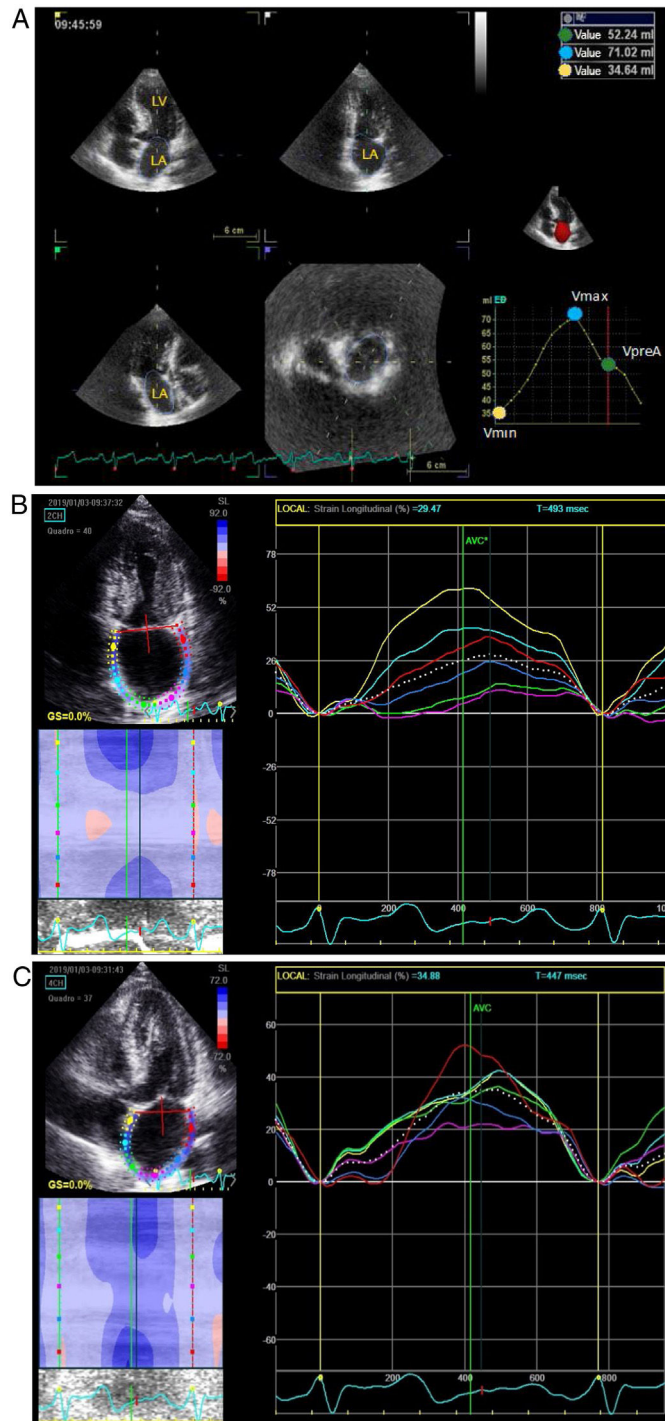 A
09:45:59
Value 52.24 ml
Value 71.02 ml
Value 34.64 ml
LV
LA
LA
6 cm
LA
6 cm
ml ED
70
65
60
55
50
45
40
35
Vmax
VpreA
Vmin
B
2019/01/03-09:37:32
2CH
Quadro = 40
SL
92.0
-92.0
%
GS=0.0%
LOCAL: Strain Longitudinal (%) =29.47 T=493 msec
AVC*
78
52
26
0
-26
-52
-78
0 200 400 600 800 10
C
2019/01/03-09:31:43
4CH
Quadro = 37
SL
72.0
72.0
%
GS=0.0%
LOCAL: Strain Longitudinal (%) =34.88 T=447 msec
AVC
60
40
20
0
-20
-40
-60
0 200 400 600 800